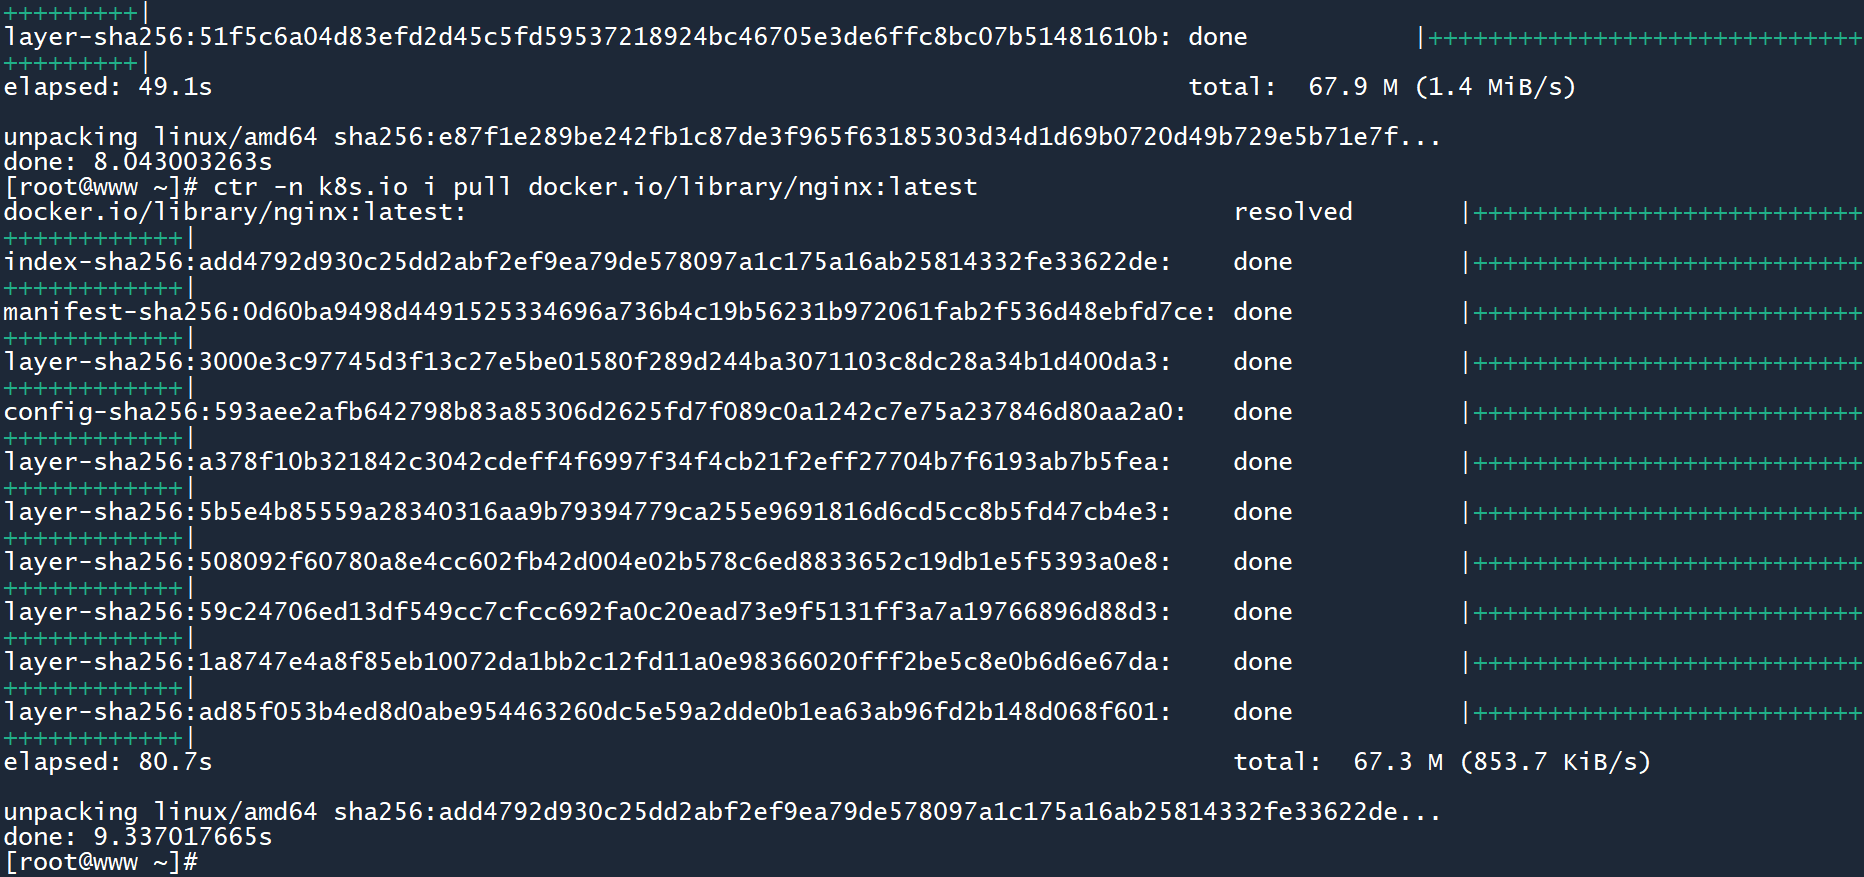 +++++++++|
layer-sha256:51f5c6a04d83efd2d45c5fd59537218924bc46705e3de6ffc8bc07b51481610b: done |+++++++++++++++++++++++++++++
+++++++++|
elapsed: 49.1s total: 67.9 M (1.4 MiB/s)
unpacking linux/amd64 sha256:e87f1e289be242fb1c87de3f965f63185303d34d1d69b0720d49b729e5b71e7f...
done: 8.043003263s
[root@www ~]# ctr -n k8s.io i pull docker.io/library/nginx:latest
docker.io/library/nginx:latest: resolved |++++++++++++++++++++++++++
++++++++++++|
index-sha256:add4792d930c25dd2abf2ef9ea79de578097a1c175a16ab25814332fe33622de: done |++++++++++++++++++++++++++
++++++++++++|
manifest-sha256:0d60ba9498d4491525334696a736b4c19b56231b972061fab2f536d48ebfd7ce: done |++++++++++++++++++++++++++
++++++++++++|
layer-sha256:3000e3c97745d3f13c27e5be01580f289d244ba3071103c8dc28a34b1d400da3: done |++++++++++++++++++++++++++
++++++++++++|
config-sha256:593aee2afb642798b83a85306d2625fd7f089c0a1242c7e75a237846d80aa2a0: done |++++++++++++++++++++++++++
++++++++++++|
layer-sha256:a378f10b321842c3042cdeff4f6997f34f4cb21f2eff27704b7f6193ab7b5fea: done |++++++++++++++++++++++++++
++++++++++++|
layer-sha256:5b5e4b85559a28340316aa9b79394779ca255e9691816d6cd5cc8b5fd47cb4e3: done |++++++++++++++++++++++++++
++++++++++++|
layer-sha256:508092f60780a8e4cc602fb42d004e02b578c6ed8833652c19db1e5f5393a0e8: done |++++++++++++++++++++++++++
++++++++++++|
layer-sha256:59c24706ed13df549cc7cfcc692fa0c20ead73e9f5131ff3a7a19766896d88d3: done |++++++++++++++++++++++++++
++++++++++++|
layer-sha256:1a8747e4a8f85eb10072da1bb2c12fd11a0e98366020fff2be5c8e0b6d6e67da: done |++++++++++++++++++++++++++
++++++++++++|
layer-sha256:ad85f053b4ed8d0abe954463260dc5e59a2dde0b1ea63ab96fd2b148d068f601: done |++++++++++++++++++++++++++
++++++++++++|
elapsed: 80.7s total: 67.3 M (853.7 KiB/s)
unpacking linux/amd64 sha256:add4792d930c25dd2abf2ef9ea79de578097a1c175a16ab25814332fe33622de...
done: 9.337017665s
[root@www ~]#